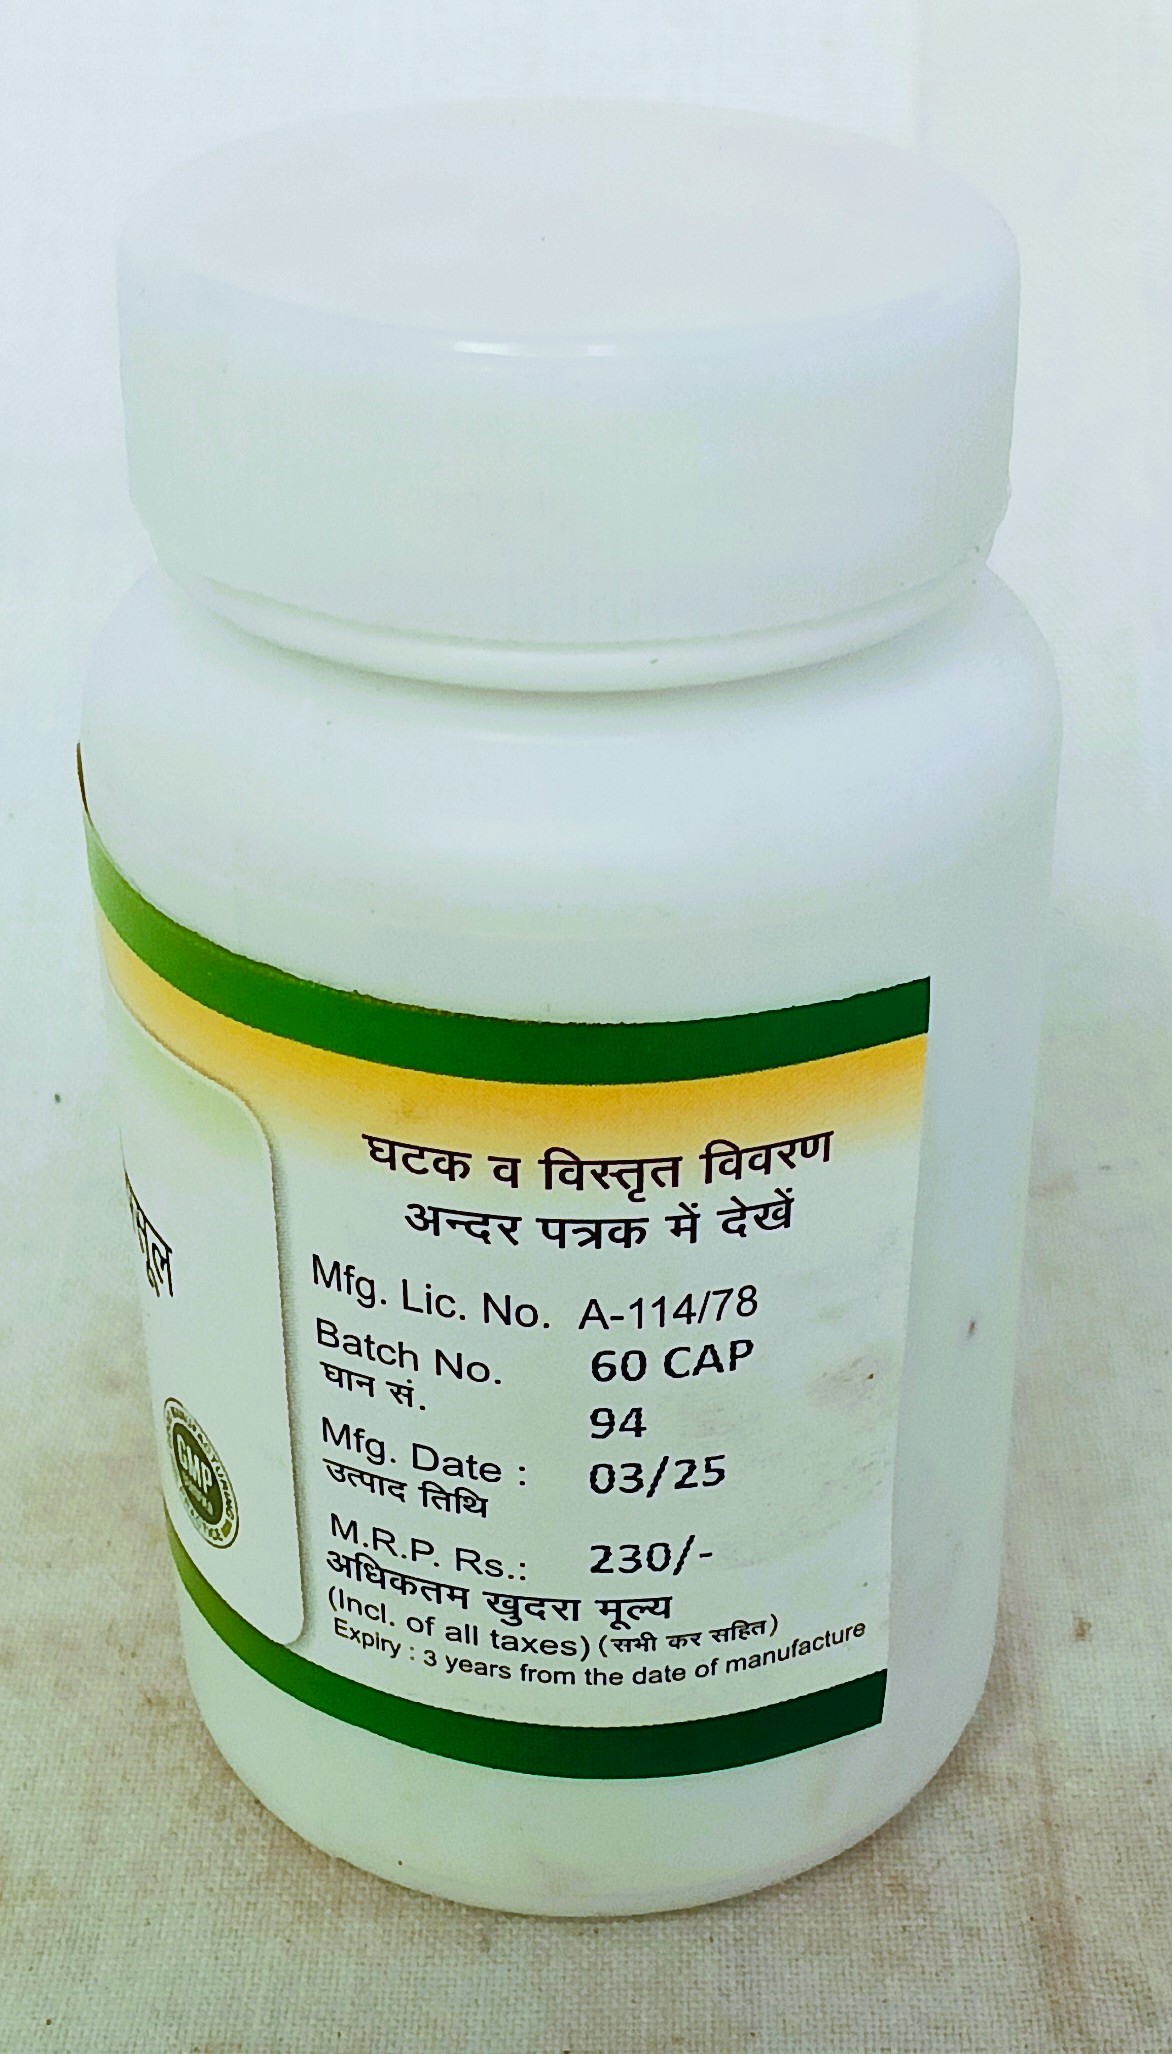 घटक व विस्तृत विवरण
अन्दर पत्रक में देखें
Mfg. Lic. No. A-114/78
Batch No. 60 CAP
घान सं. 94
Mfg. Date : 03/25
उत्पाद तिथि
M.R.P. Rs.: 230/-
अधिकतम खुदरा मूल्य
(Incl. of all taxes) (सभी कर सहित)
Expiry : 3 years from the date of manufacture
GMP